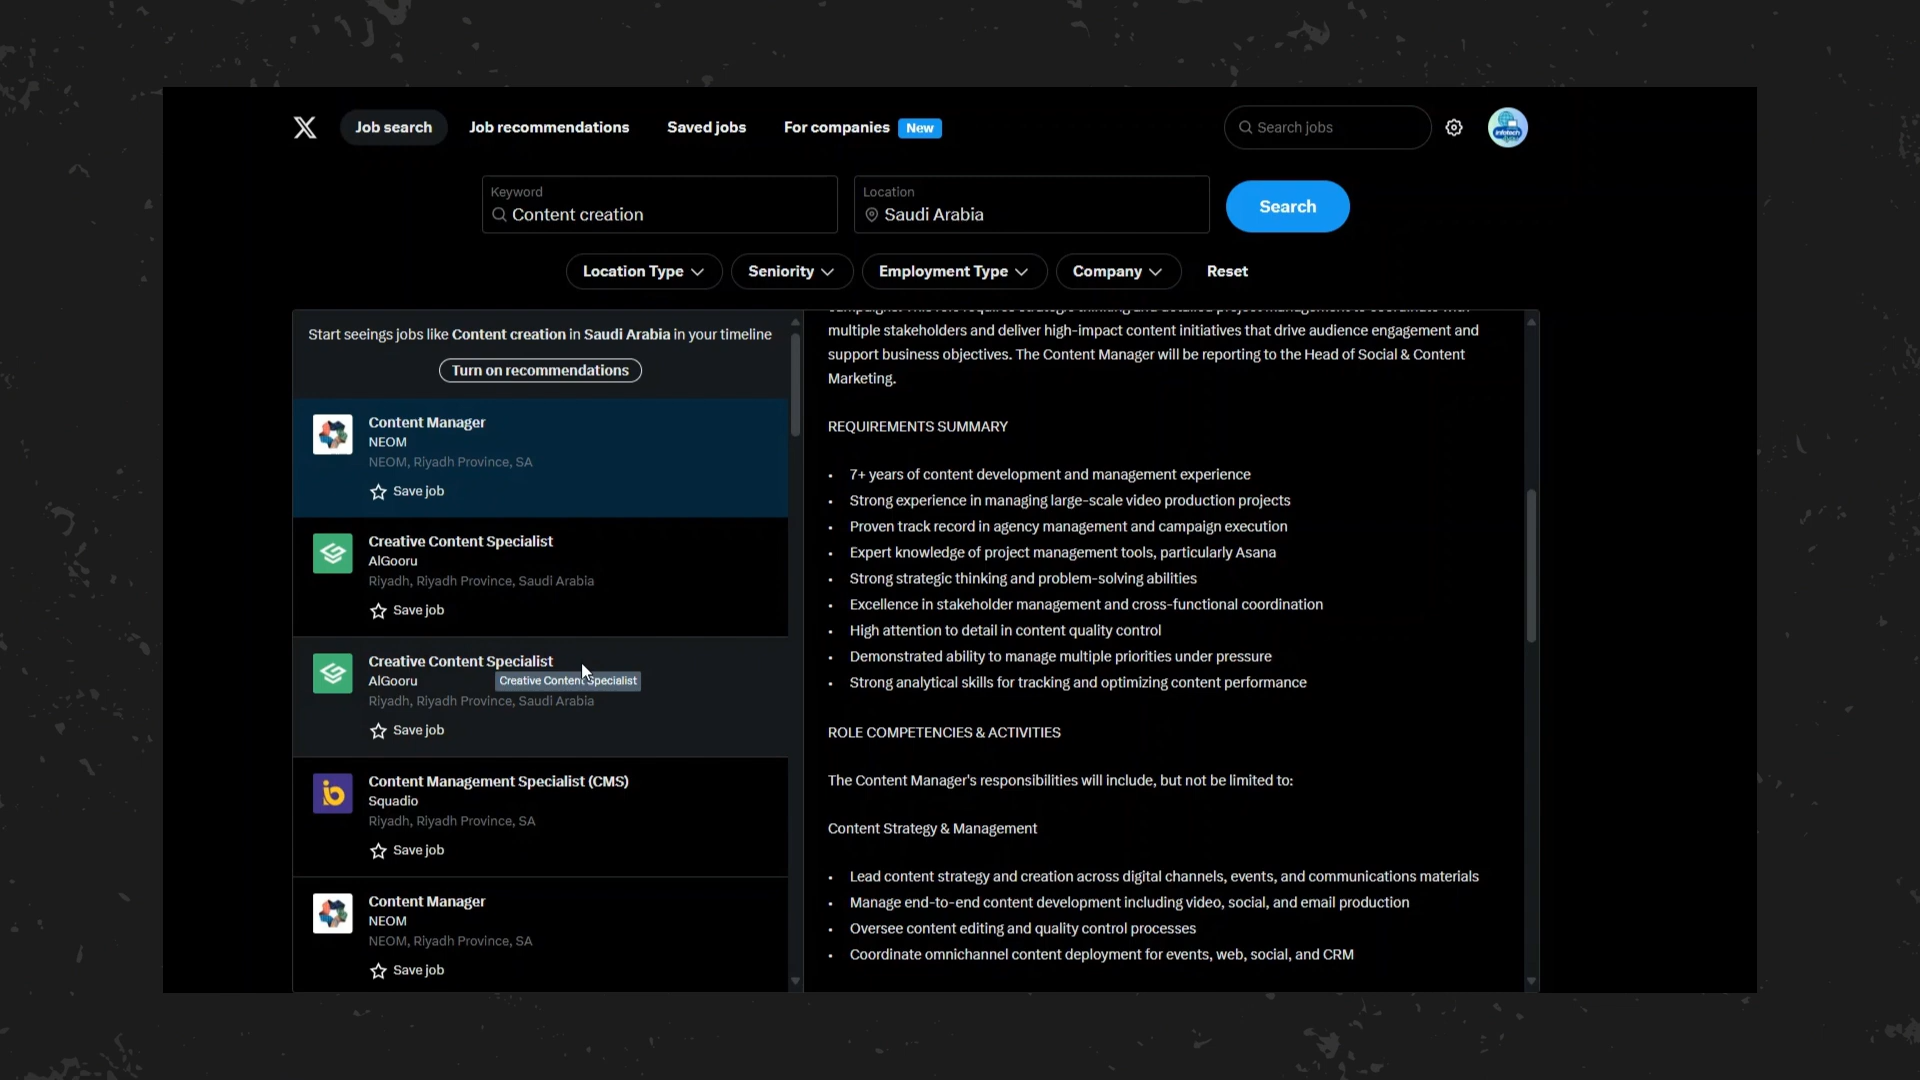 Job search
Job recommendations
Saved jobs
For companies New
Search jobs
Keyword
Content creation
Location
Saudi Arabia
Search
Location Type
Seniority
Employment Type
Company
Reset
Start seeings jobs like Content creation in Saudi Arabia in your timeline
Turn on recommendations
Content Manager
NEOM
NEOM, Riyadh Province, SA
Save job
Creative Content Specialist
AlGooru
Riyadh, Riyadh Province, Saudi Arabia
Save job
Creative Content Specialist
AlGooru
Creative Content Specialist
Riyadh, Riyadh Province, Saudi Arabia
Save job
Content Management Specialist (CMS)
Squadio
Riyadh, Riyadh Province, SA
Save job
Content Manager
NEOM
NEOM, Riyadh Province, SA
Save job
multiple stakeholders and deliver high-impact content initiatives that drive audience engagement and
support business objectives. The Content Manager will be reporting to the Head of Social & Content
Marketing.
REQUIREMENTS SUMMARY
• 7+ years of content development and management experience
• Strong experience in managing large-scale video production projects
• Proven track record in agency management and campaign execution
• Expert knowledge of project management tools, particularly Asana
• Strong strategic thinking and problem-solving abilities
• Excellence in stakeholder management and cross-functional coordination
• High attention to detail in content quality control
• Demonstrated ability to manage multiple priorities under pressure
• Strong analytical skills for tracking and optimizing content performance
ROLE COMPETENCIES & ACTIVITIES
The Content Manager's responsibilities will include, but not be limited to:
Content Strategy & Management
• Lead content strategy and creation across digital channels, events, and communications materials
• Manage end-to-end content development including video, social, and email production
• Oversee content editing and quality control processes
• Coordinate omnichannel content deployment for events, web, social, and CRM